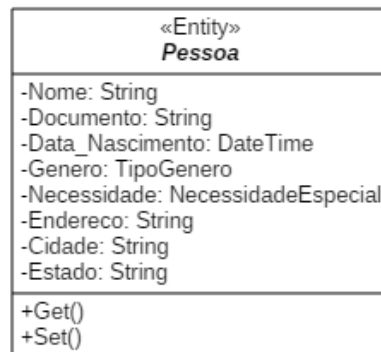 «Entity»
Pessoa
-Nome: String
-Documento: String
-Data_Nascimento: DateTime
-Genero: TipoGenero
-Necessidade: NecessidadeEspecial
-Endereco: String
-Cidade: String
-Estado: String
+Get()
+Set()